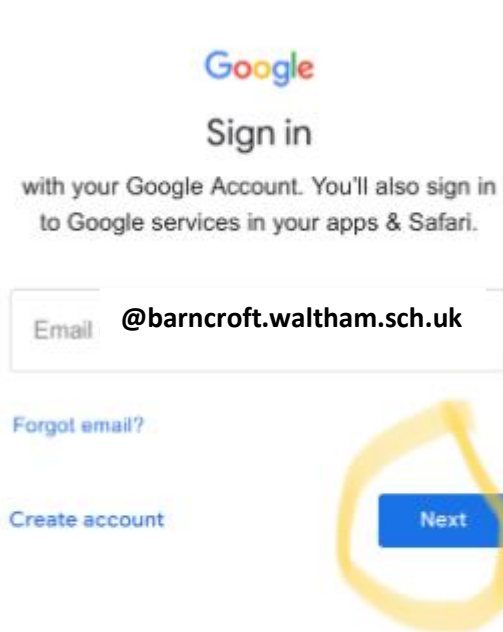 Google
Sign in
with your Google Account. You'll also sign in
to Google services in your apps & Safari.
Email @barncroft.waltham.sch.uk
Forgot email?
Create account Next